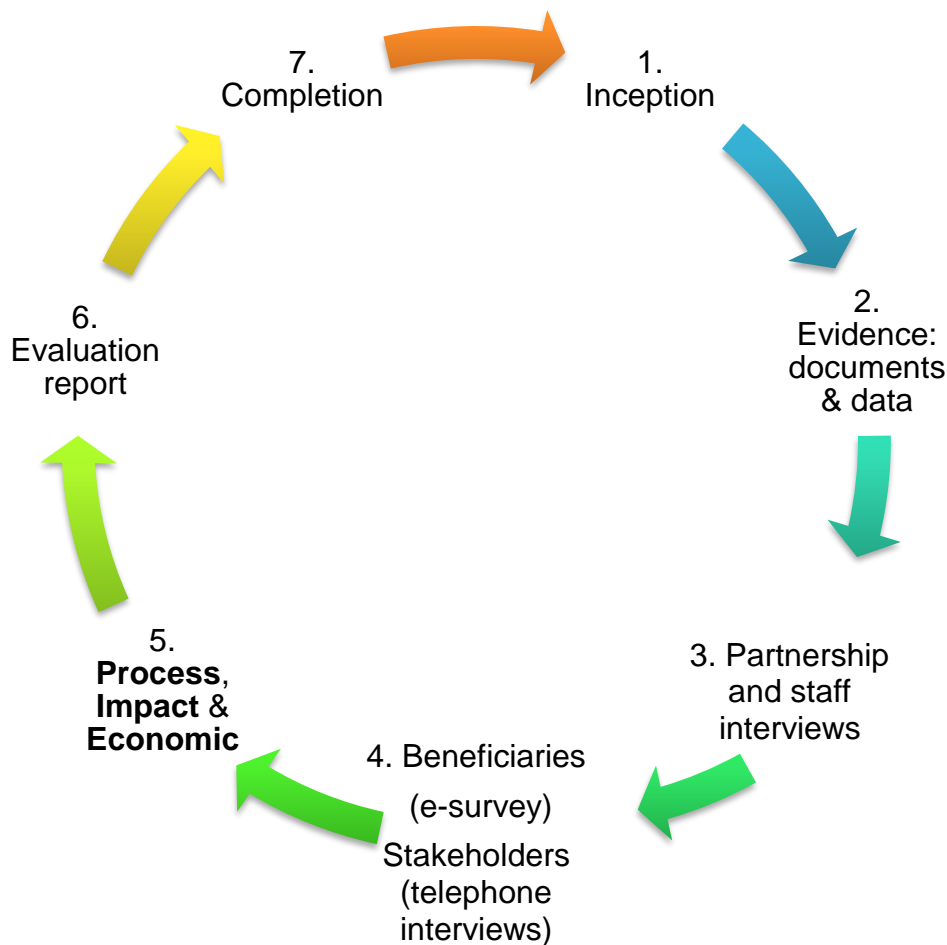 1.
Inception
2.
Evidence:
documents
& data
3. Partnership
and staff
interviews
4. Beneficiaries
(e-survey)
Stakeholders
(telephone
interviews)
5.
Process,
Impact &
Economic
6.
Evaluation
report
7.
Completion